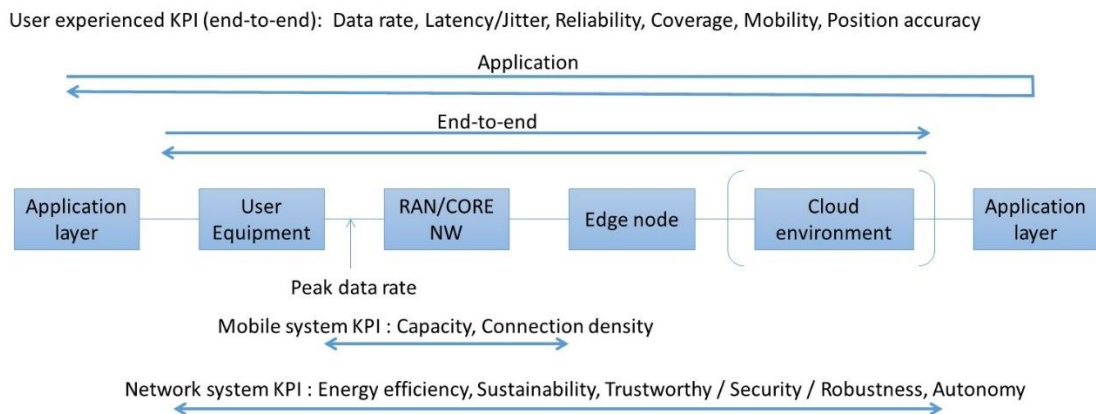 User experienced KPI (end-to-end): Data rate, Latency/Jitter, Reliability, Coverage, Mobility, Position accuracy
Application
End-to-end
Application
layer
User
Equipment
RAN/CORE
NW
Edge node
Cloud
environment
Application
layer
Peak data rate
Mobile system KPI : Capacity, Connection density
Network system KPI : Energy efficiency, Sustainability, Trustworthy / Security / Robustness, Autonomy